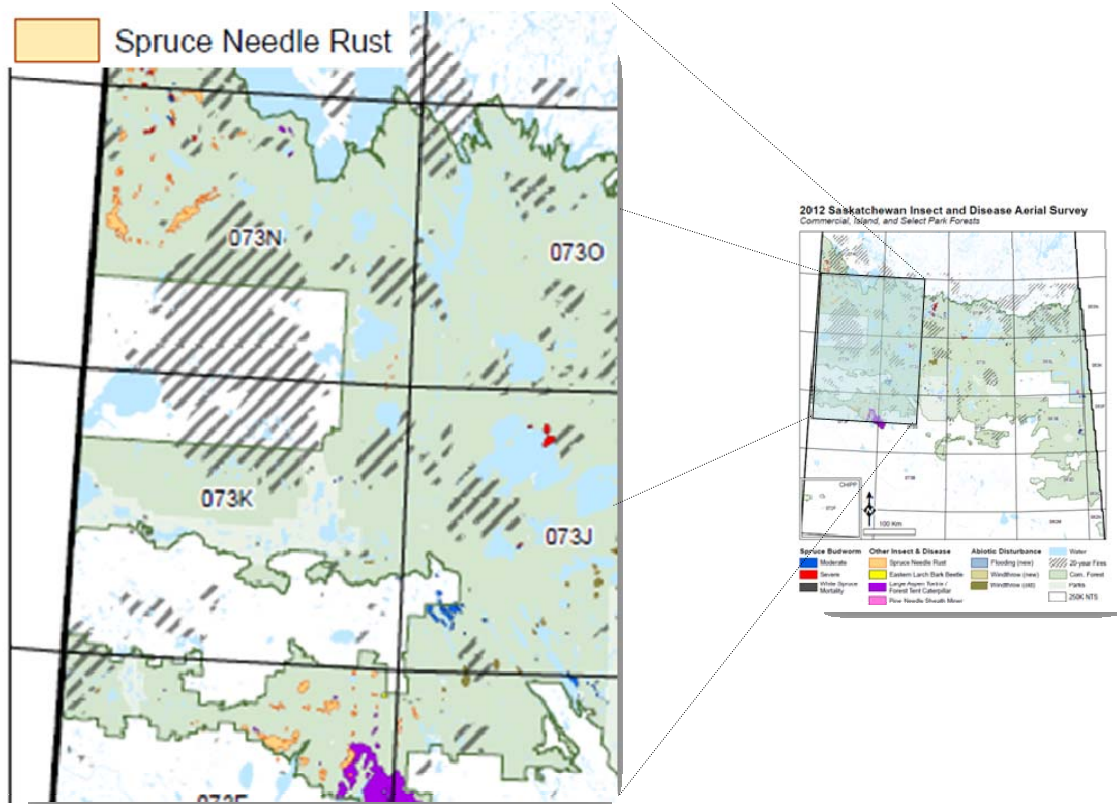 Spruce Needle Rust
073N
073O
073K
073J
2012 Saskatchewan Insect and Disease Aerial Survey
Commercial, Island, and Select Park Forests
CHIPP
N
100 Km
Spruce Budworm
Moderate
Severe
White Spruce
Mortality
Other Insect & Disease
Spruce Needle Rust
Eastern Larch Bark Beetle
Large Aspen Tortrix /
Forest Tent Caterpillar
Pine Needle Sheath Miner
Abiotic Disturbance
Flooding (new)
Windthrow (new)
Windthrow (old)
Water
20-year Fires
Com. Forest
Parks
250K NTS